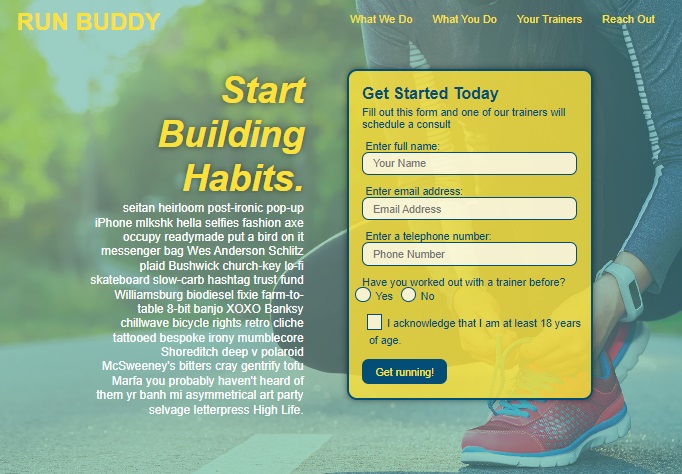 RUN BUDDY
What We Do
What You Do
Your Trainers
Reach Out
Start
Building
Habits.
seitan heirloom post-ironic pop-up
iPhone mlkshk hella selfies fashion axe
occupy readymade put a bird on it
messenger bag Wes Anderson Schlitz
plaid Bushwick church-key lo-fi
skateboard slow-carb hashtag trust fund
Williamsburg biodiesel fixie farm-to-
table 8-bit banjo XOXO Banksy
chillwave bicycle rights retro cliche
tattooed bespoke irony mumblecore
Shoreditch deep v polaroid
McSweeney's bitters cray gentrify tofu
Marfa you probably haven't heard of
them yr banh mi asymmetrical art party
selvage letterpress High Life.
Get Started Today
Fill out this form and one of our trainers will
schedule a consult
Enter full name:
Your Name
Enter email address:
Email Address
Enter a telephone number:
Phone Number
Have you worked out with a trainer before?
Yes
No
I acknowledge that I am at least 18 years
of age.
Get running!